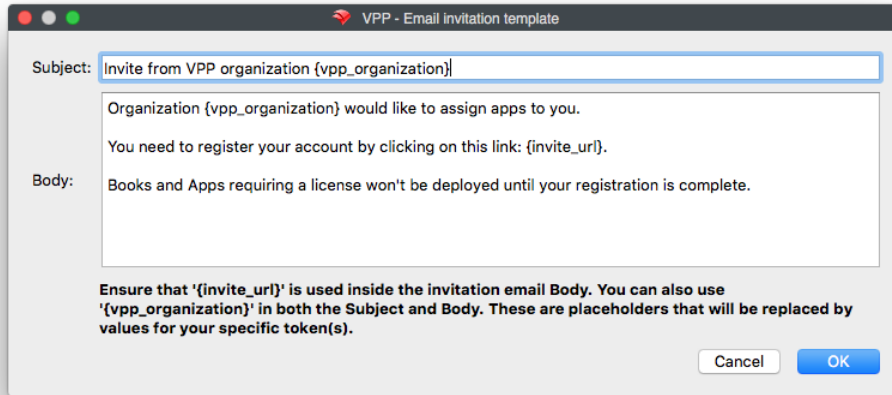 VPP - Email invitation template
Subject: Invite from VPP organization {vpp_organization}
Organization {vpp_organization} would like to assign apps to you.
You need to register your account by clicking on this link: {invite_url}.
Body:
Books and Apps requiring a license won't be deployed until your registration is complete.
Ensure that '{invite_url}' is used inside the invitation email Body. You can also use
'{vpp_organization}' in both the Subject and Body. These are placeholders that will be replaced by
values for your specific token(s).
Cancel OK